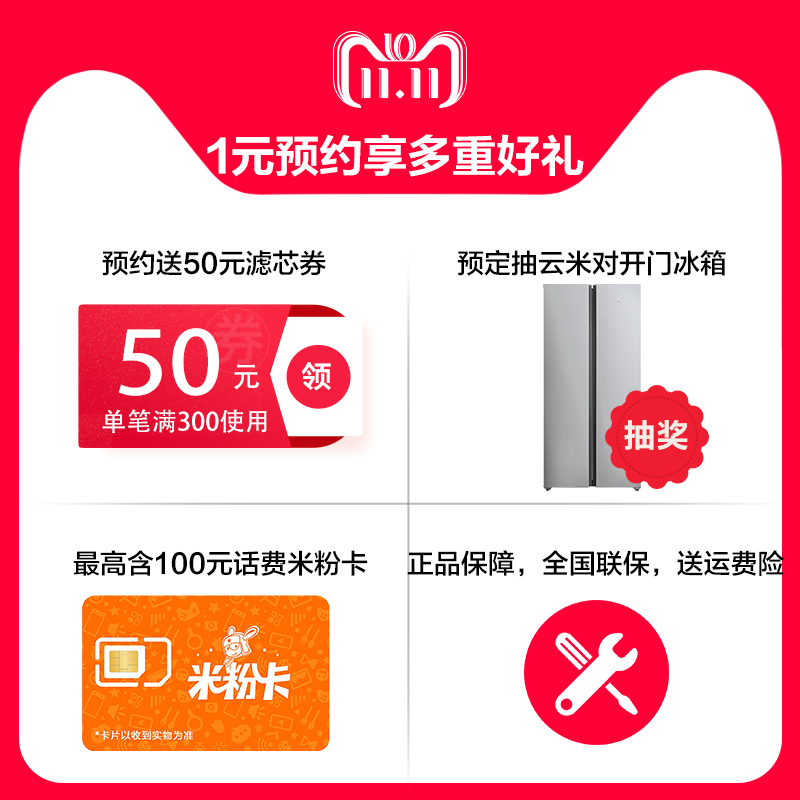 10
11.11
1元预约享多重好礼
预约送50元滤芯券
券
50元
领
单笔满300使用
预定抽云米对开门冰箱
抽奖
最高含100元话费米粉卡
米粉卡
*卡片以收到实物为准
正品保障，全国联保，送运费险